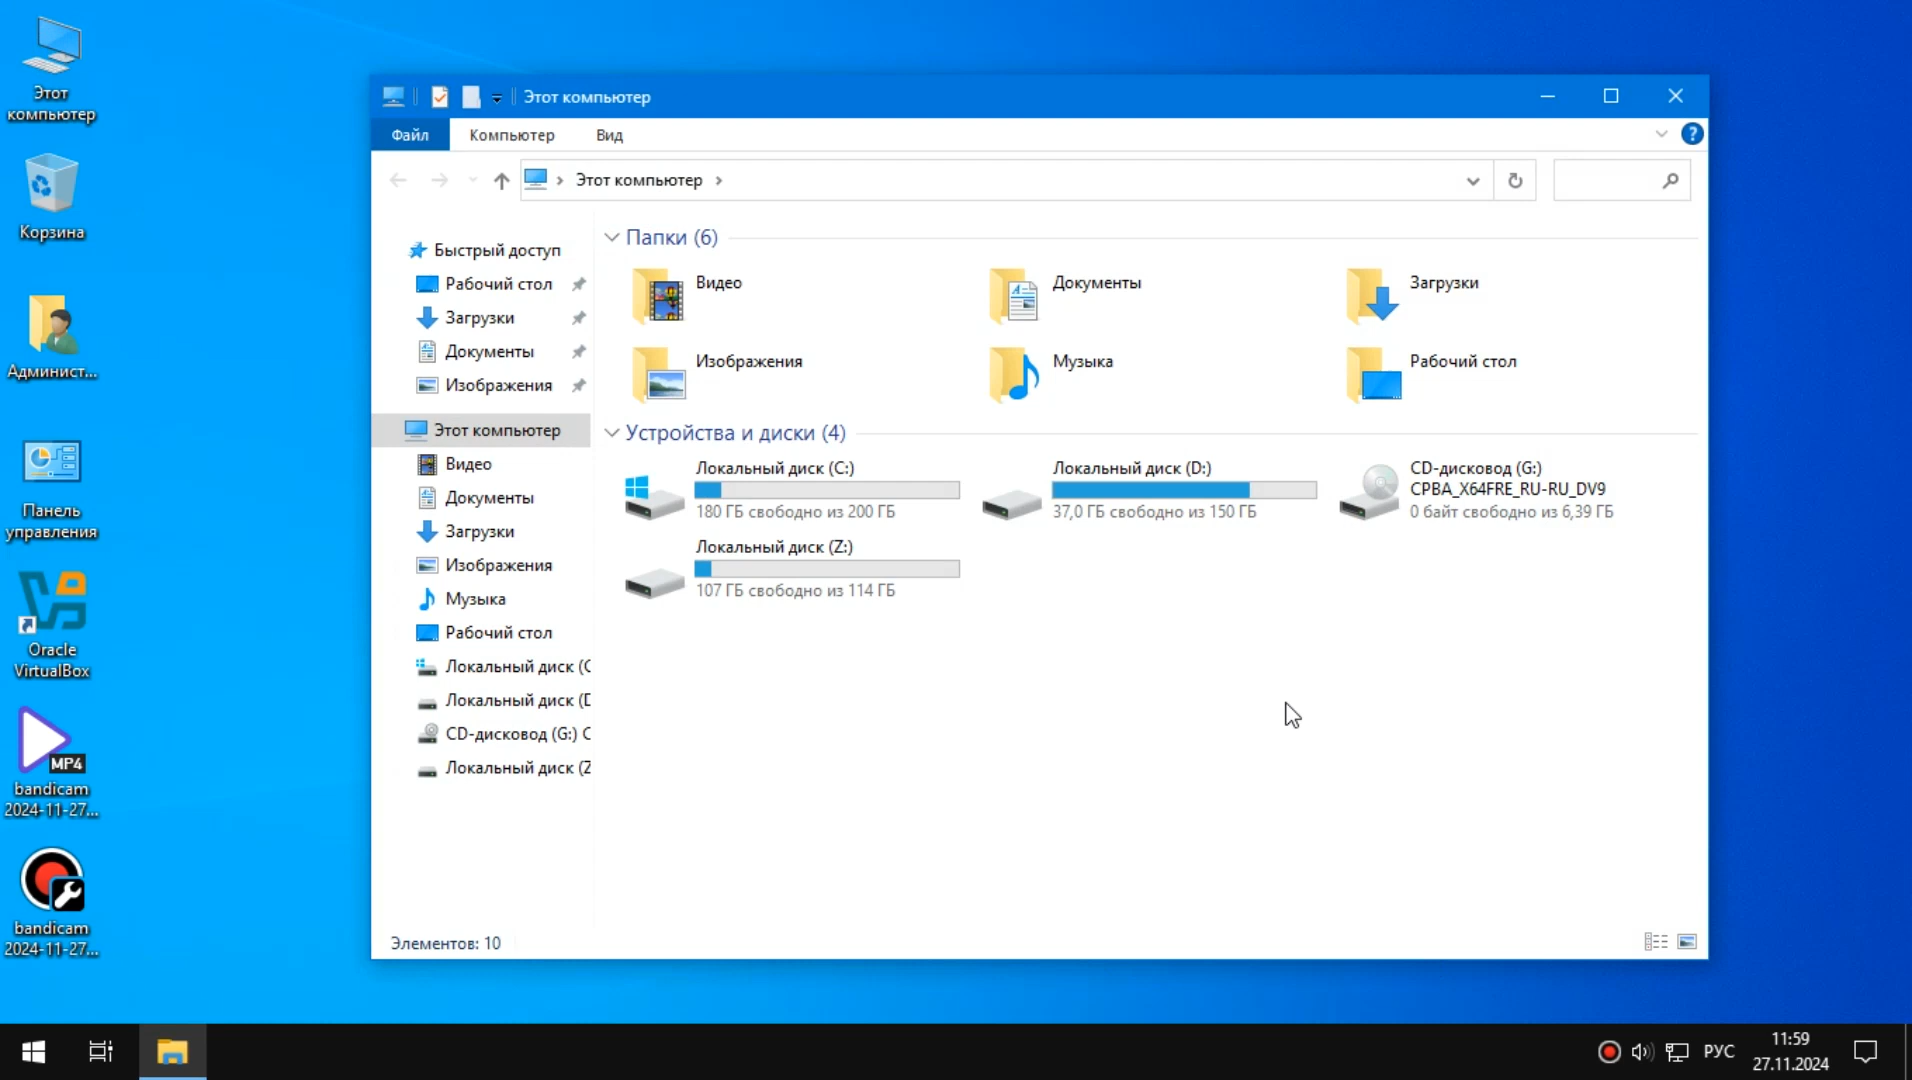 Этот
компьютер
Корзина
Админист...
Панель
управления
Oracle
VirtualBox
MP4
bandicam
2024-11-27...
bandicam
2024-11-27...
Этот компьютер
Файл
Компьютер
Вид
?
Этот компьютер
Быстрый доступ
Рабочий стол
Загрузки
Документы
Изображения
Этот компьютер
Видео
Документы
Загрузки
Изображения
Музыка
Рабочий стол
Локальный диск (C
Локальный диск (D
CD-дисковод (G:) C
Локальный диск (Z
Папки (6)
Видео
Документы
Загрузки
Изображения
Музыка
Рабочий стол
Устройства и диски (4)
Локальный диск (C:)
180 ГБ свободно из 200 ГБ
Локальный диск (D:)
37,0 ГБ свободно из 150 ГБ
CD-дисковод (G:)
CPBA_X64FRE_RU-RU_DV9
0 байт свободно из 6,39 ГБ
Локальный диск (Z:)
107 ГБ свободно из 114 ГБ
Элементов: 10
РУС
11:59
27.11.2024